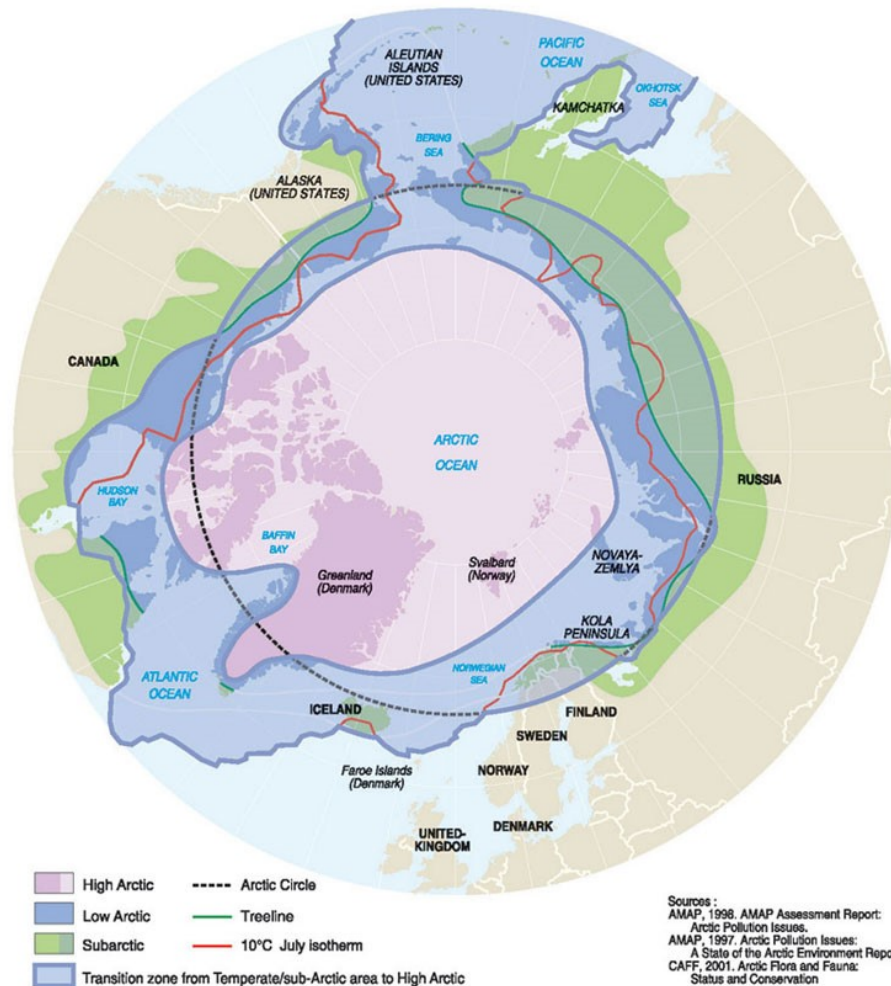 PACIFIC
OCEAN
ALEUTIAN
ISLANDS
(UNITED STATES)
OKHOTSK
SEA
KAMCHATKA
BERING
SEA
ALASKA
(UNITED STATES)
CANADA
ARCTIC
OCEAN
RUSSIA
HUDSON
BAY
BAFFIN
BAY
Greenland
(Denmark)
Svalbard
(Norway)
NOVAYA-
ZEMLYA
KOLA
PENINSULA
ATLANTIC
OCEAN
NORWEGIAN
SEA
ICELAND
FINLAND
SWEDEN
Faroe Islands
(Denmark)
NORWAY
UNITED-
KINGDOM
DENMARK
High Arctic
Low Arctic
Subarctic
Arctic Circle
Treeline
10°C July isotherm
Transition zone from Temperate/sub-Arctic area to High Arctic
Sources :
AMAP, 1998. AMAP Assessment Report:
Arctic Pollution Issues.
AMAP, 1997. Arctic Pollution Issues:
A State of the Arctic Environment Repo
CAFF, 2001. Arctic Flora and Fauna:
Status and Conservation